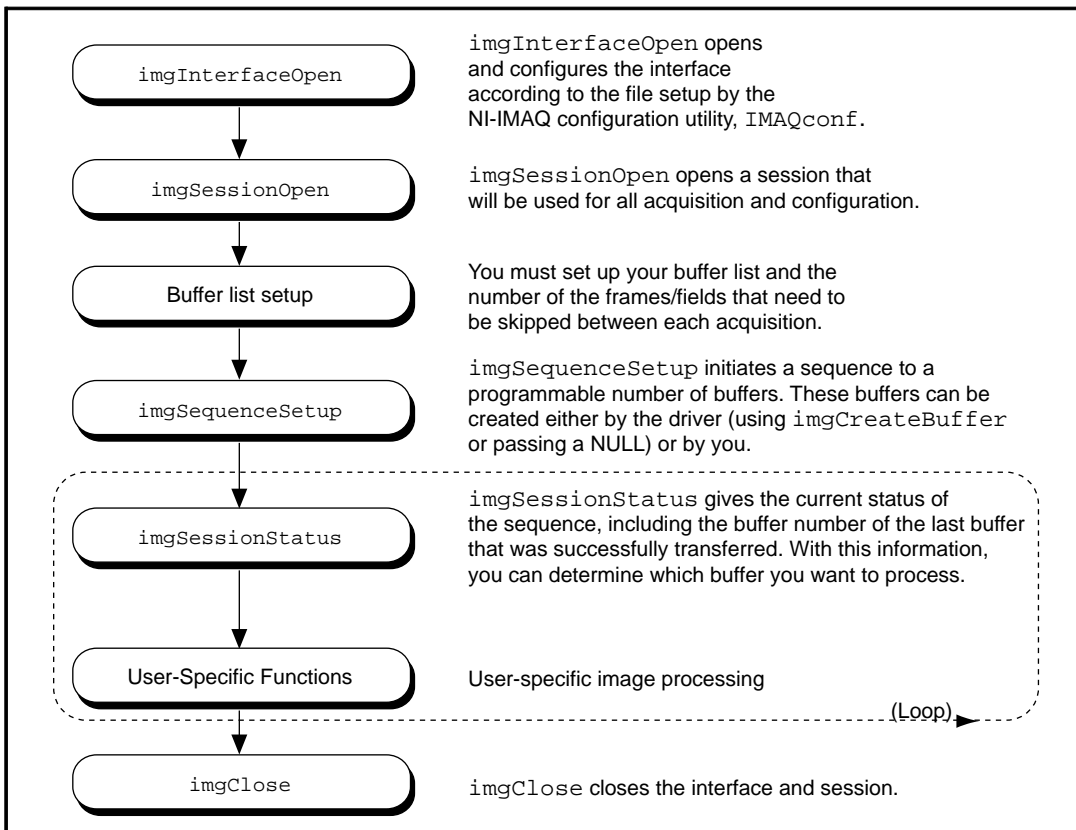 imgInterfaceOpen
imgInterfaceOpen opens
and configures the interface
according to the file setup by the
NI-IMAQ configuration utility, IMAQconf.
imgSessionOpen
imgSessionOpen opens a session that
will be used for all acquisition and configuration.
Buffer list setup
You must set up your buffer list and the
number of the frames/fields that need to
be skipped between each acquisition.
imgSequenceSetup
imgSequenceSetup initiates a sequence to a
programmable number of buffers. These buffers can be
created either by the driver (using imgCreateBuffer
or passing a NULL) or by you.
imgSessionStatus
imgSessionStatus gives the current status of
the sequence, including the buffer number of the last buffer
that was successfully transferred. With this information,
you can determine which buffer you want to process.
User-Specific Functions
User-specific image processing
(Loop)
imgClose
imgClose closes the interface and session.